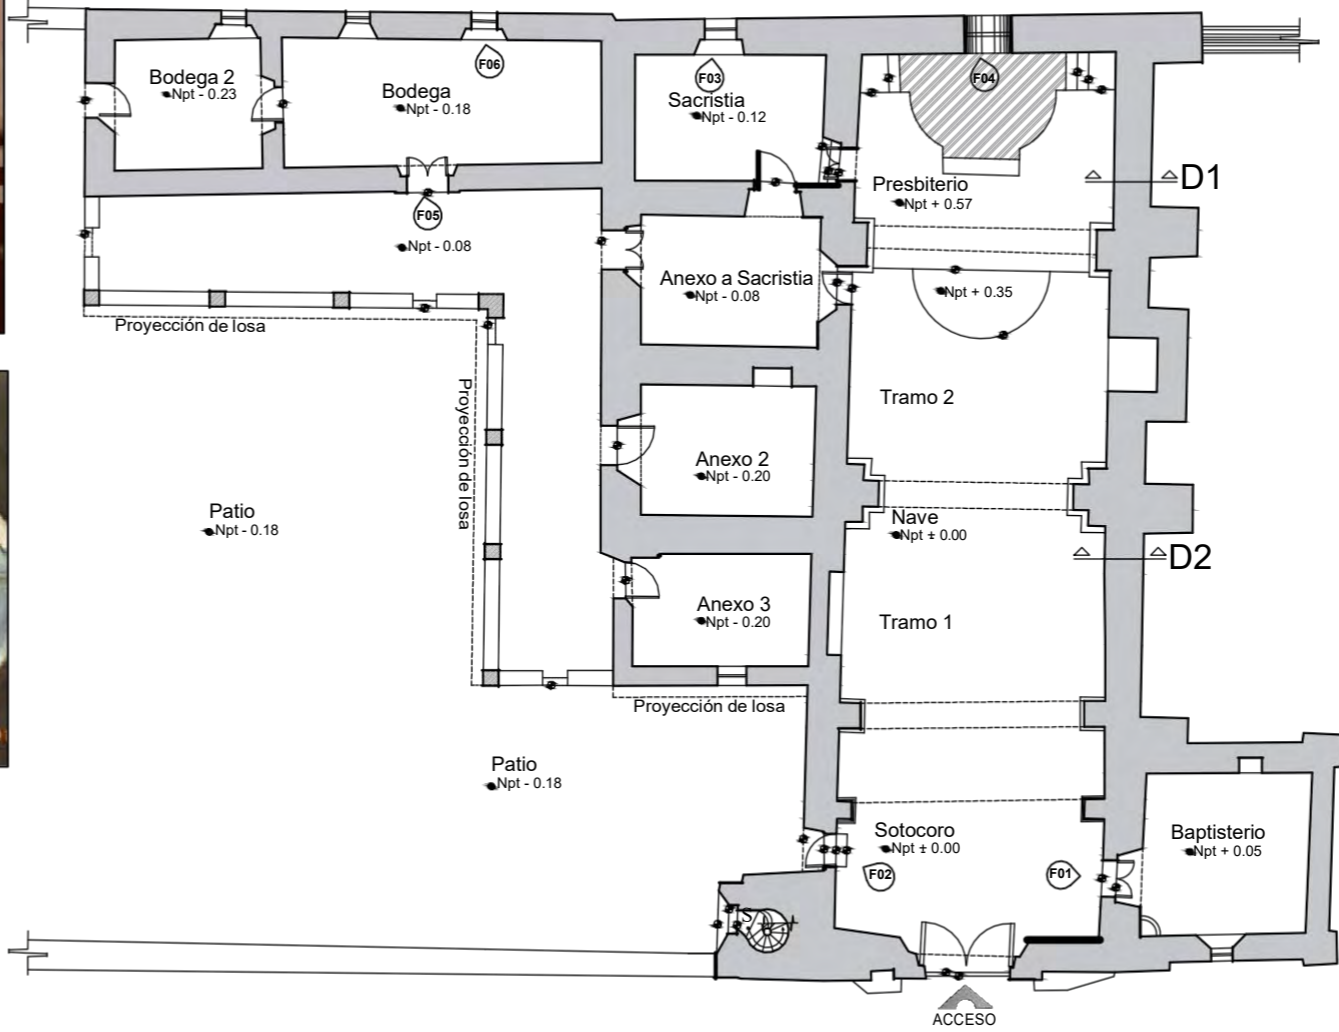 F06
Bodega 2
Npt - 0.23
Bodega
Npt - 0.18
F03
Sacristia
Npt - 0.12
F04
Presbiterio
Npt + 0.57
D1
F05
Npt - 0.08
Anexo a Sacristia
Npt - 0.08
Npt + 0.35
Proyección de losa
Proyección de losa
Tramo 2
Anexo 2
Npt - 0.20
Patio
Npt - 0.18
Nave
Npt ± 0.00
D2
Anexo 3
Npt - 0.20
Tramo 1
Proyección de losa
Patio
Npt - 0.18
Sotocoro
Npt ± 0.00
Baptisterio
Npt + 0.05
F02
F01
S
ACCESO